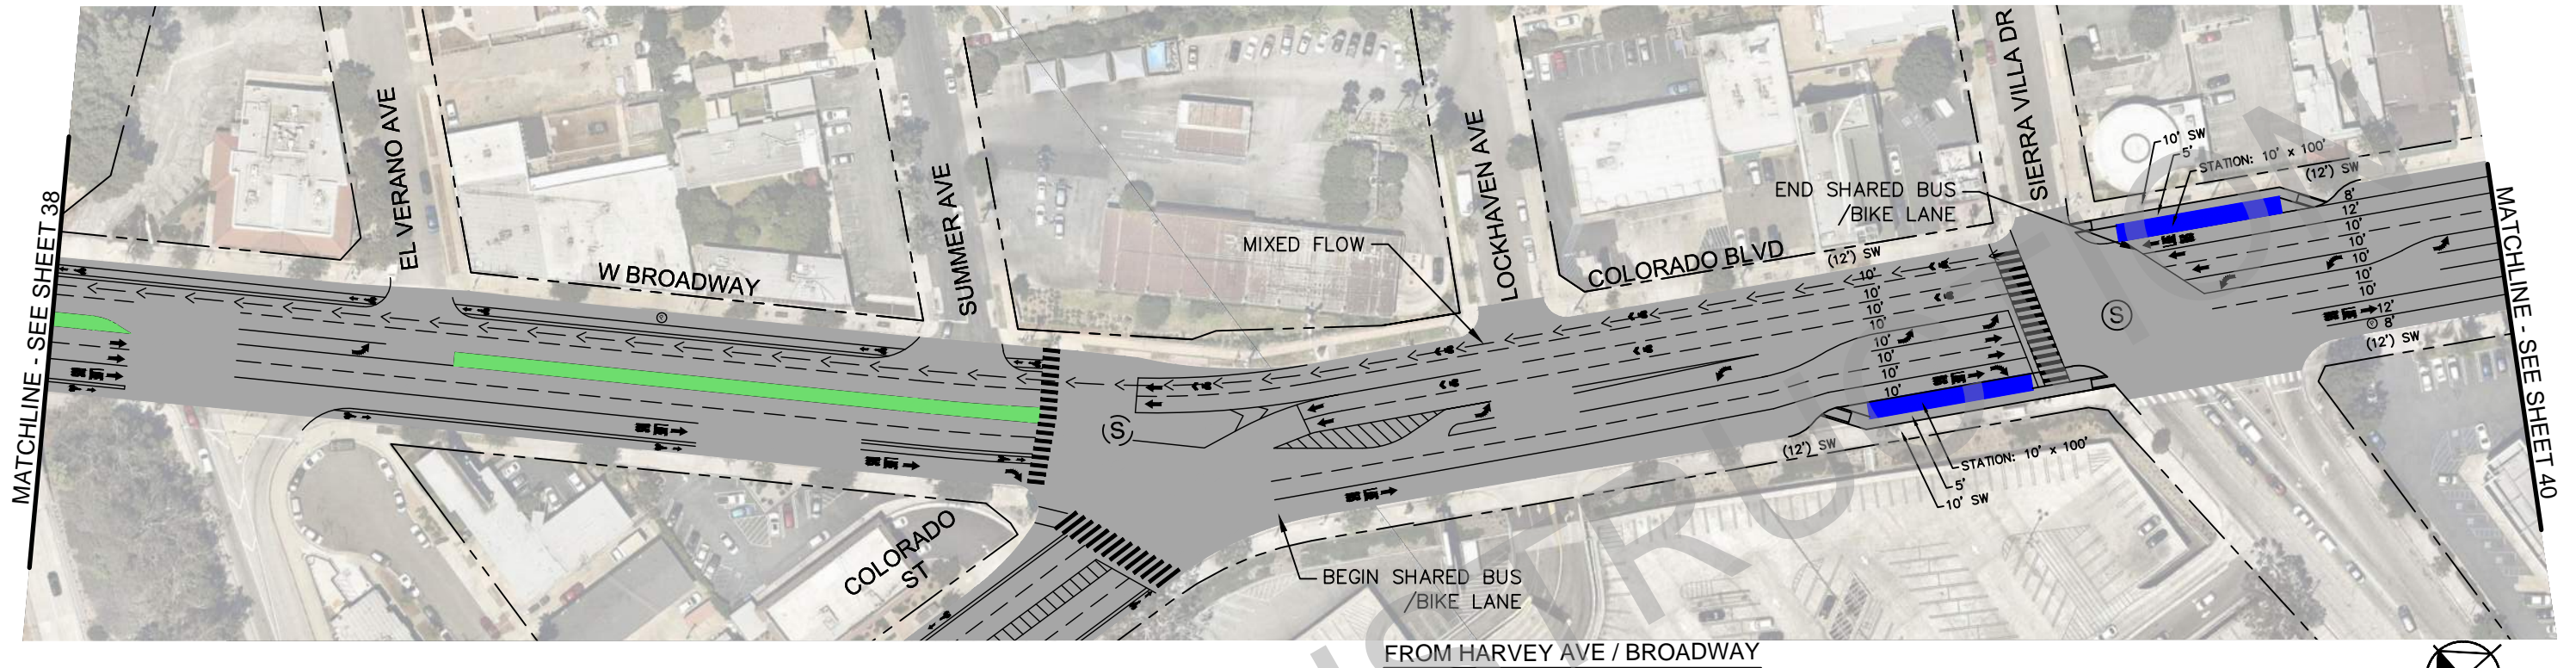 MATCHLINE - SEE SHEET 38
EL VERANO AVE
W BROADWAY
SUMMER AVE
MIXED FLOW
LOCKHAVEN AVE
COLORADO BLVD
END SHARED BUS
/BIKE LANE
SIERRA VILLA DR
10' SW
5'
STATION: 10' x 100'
(12') SW
8'
12'
10'
10'
10'
10'
10'
12'
8'
(12') SW
MATCHLINE - SEE SHEET 40
(12') SW
10'
10'
10'
10'
10'
10'
10'
10'
(12') SW
STATION: 10' x 100'
5'
10' SW
S
S
COLORADO
ST
BEGIN SHARED BUS
/BIKE LANE
FROM HARVEY AVE / BROADWAY